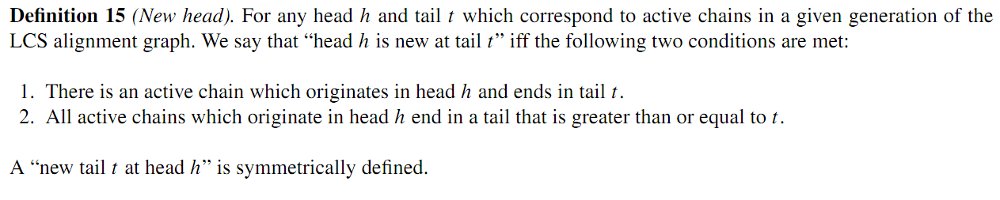 Definition 15 (New head). For any head h and tail t which correspond to active chains in a given generation of the
LCS alignment graph. We say that “head h is new at tail t” iff the following two conditions are met:
1. There is an active chain which originates in head h and ends in tail t.
2. All active chains which originate in head h end in a tail that is greater than or equal to t.
A “new tail t at head h” is symmetrically defined.